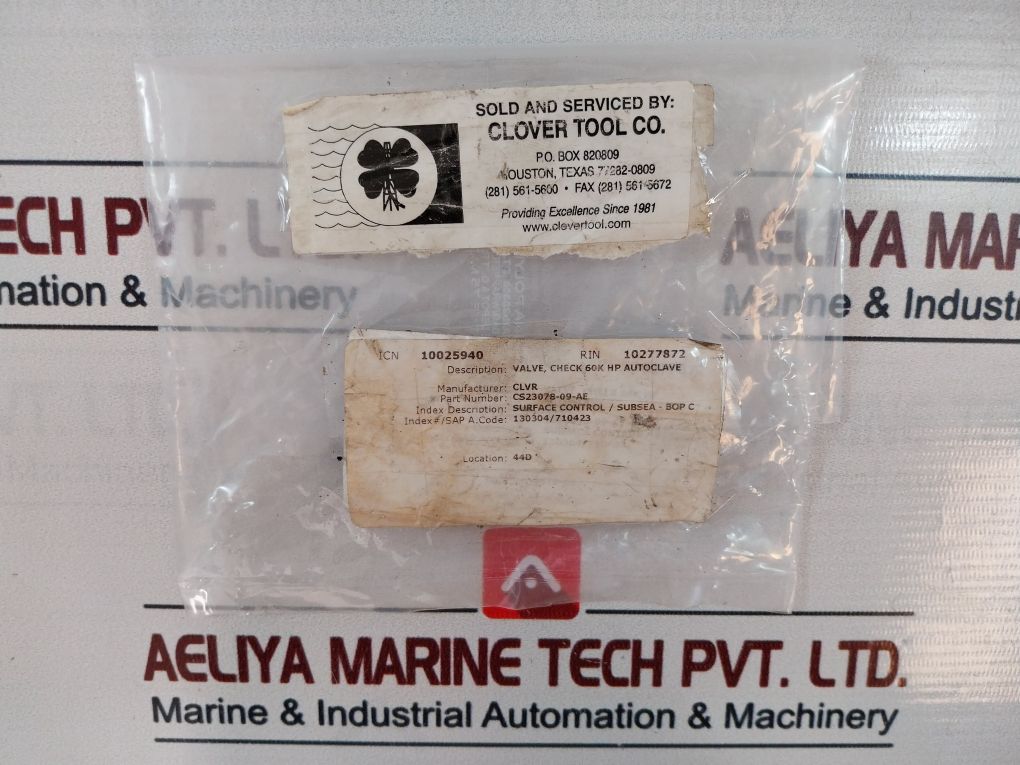 SOLD AND SERVICED BY:
CLOVER TOOL CO.
P.O. BOX 820809
HOUSTON, TEXAS 77282-0809
(281) 561-5600 • FAX (281) 561-5672
Providing Excellence Since 1981
www.clovertool.com
ECH PVT. L
mation & Machinery
AELIYA MAR
Marine & Industri
ICN 10025940 RIN 10277872
Description: VALVE, CHECK 60K HP AUTOCLAVE
Manufacturer: CLVR
Part Number: CS23078-09-AE
Index Description: SURFACE CONTROL / SUBSEA - BOP C
Index#/SAP A.Code: 130304/710423
Location: 44D
AELIYA MARINE TECH PVT. LTD.
Marine & Industrial Automation & Machinery